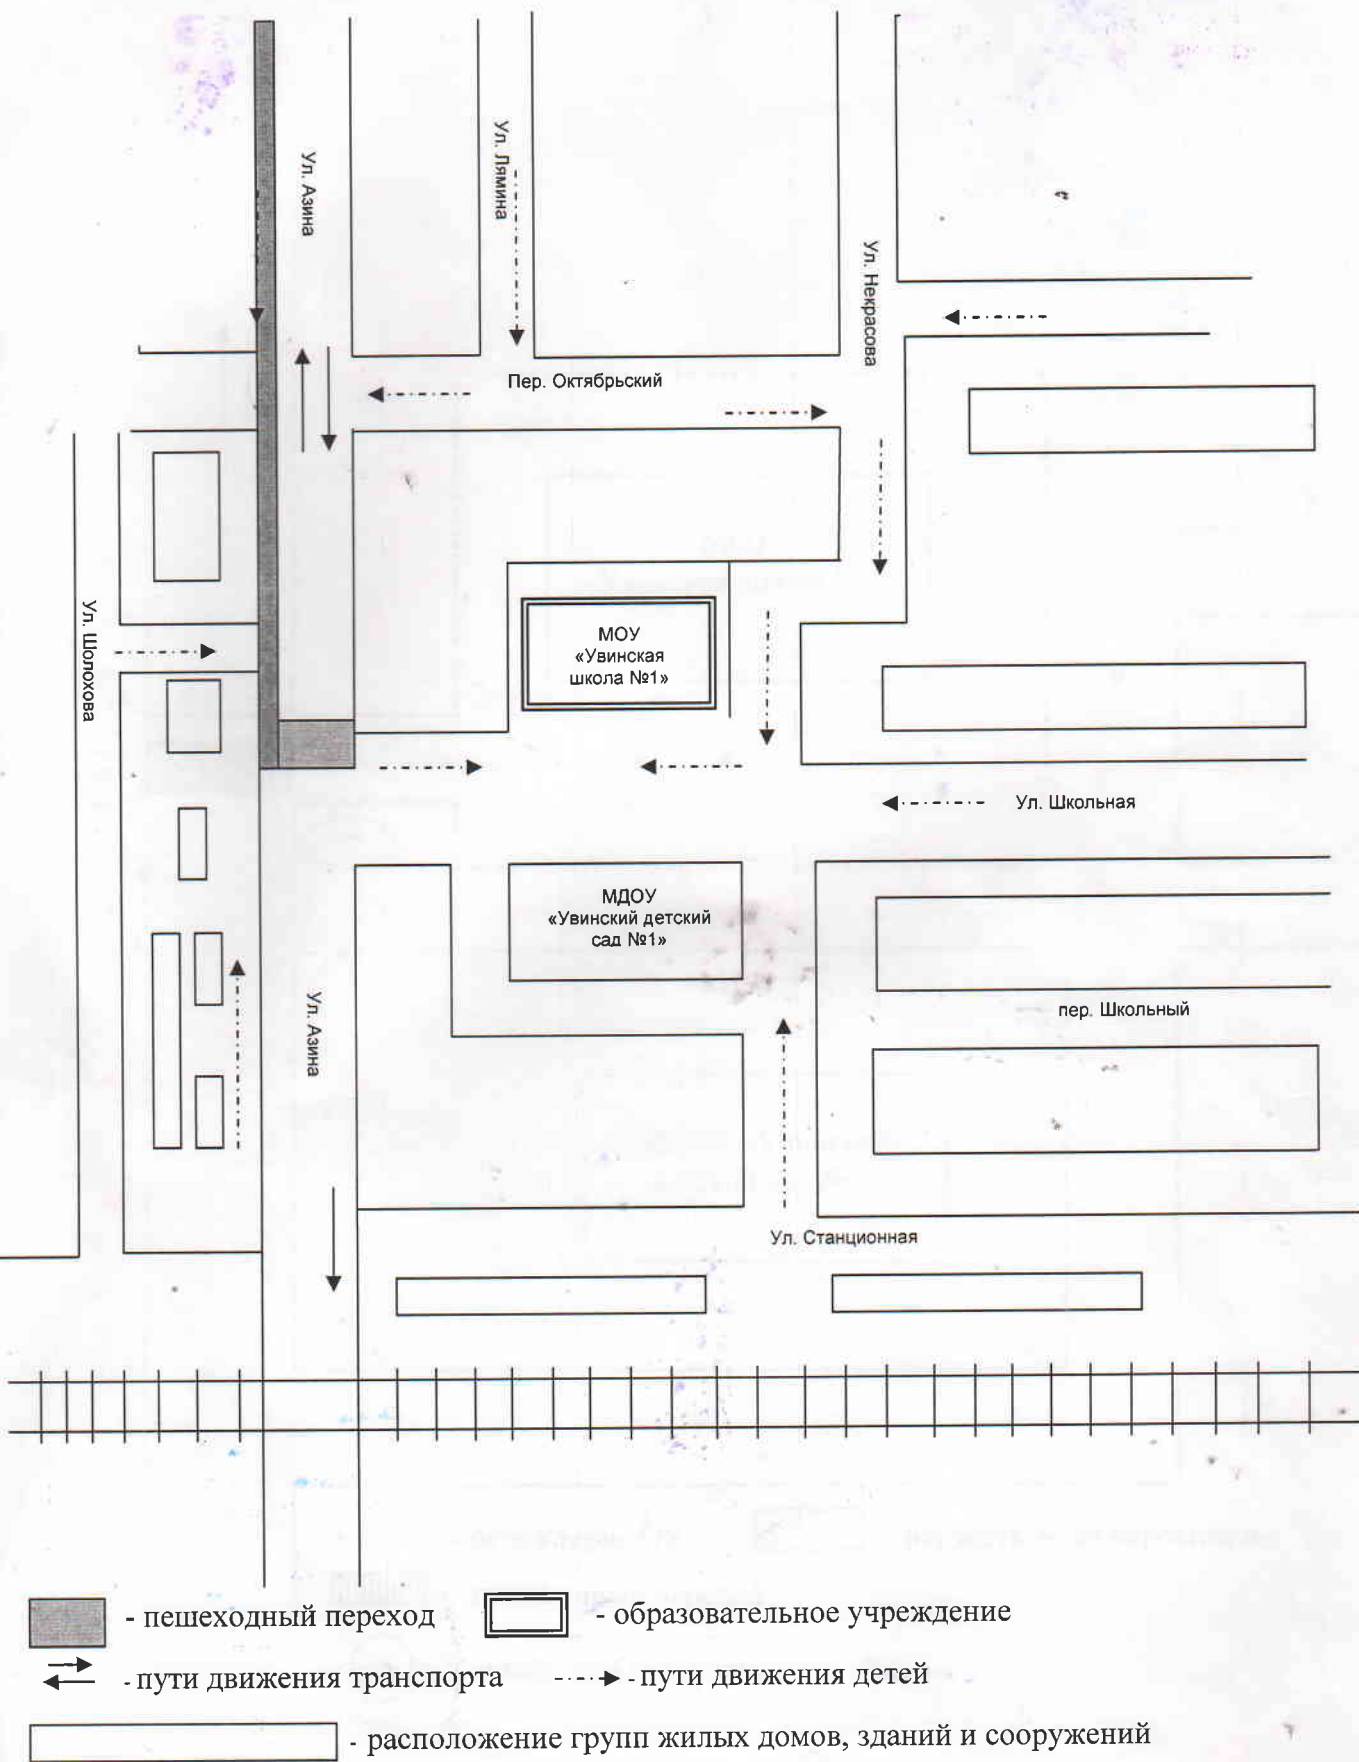 Ул. Азина
Ул. Лямина
Ул. Некрасова
Пер. Октябрьский
Ул. Шолохова
МОУ
«Увинская
школа №1»
Ул. Школьная
МДОУ
«Увинский детский
сад №1»
Ул. Азина
пер. Школьный
Ул. Станционная
- пешеходный переход
- образовательное учреждение
- пути движения транспорта
- пути движения детей
- расположение групп жилых домов, зданий и сооружений